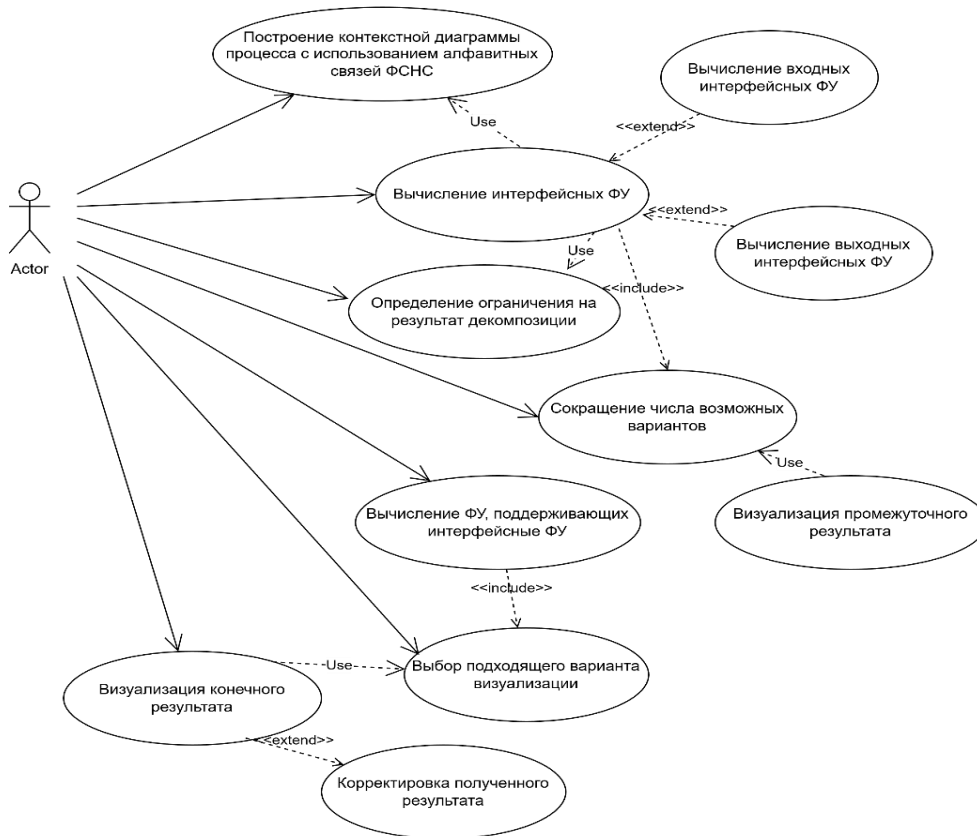 Построение контекстной диаграммы
процесса с использованием алфавитных
связей ФСНС
Вычисление входных
интерфейсных ФУ
Use
<<extend>>
Вычисление интерфейсных ФУ
<<extend>>
Вычисление выходных
интерфейсных ФУ
Use
Actor
<<include>>
Определение ограничения на
результат декомпозиции
Сокращение числа возможных
вариантов
Use
Вычисление ФУ, поддерживающих
интерфейсные ФУ
Визуализация промежуточного
результата
<<include>>
Use
Выбор подходящего варианта
визуализации
Визуализация конечного
результата
<<extend>>
Корректировка полученного
результата